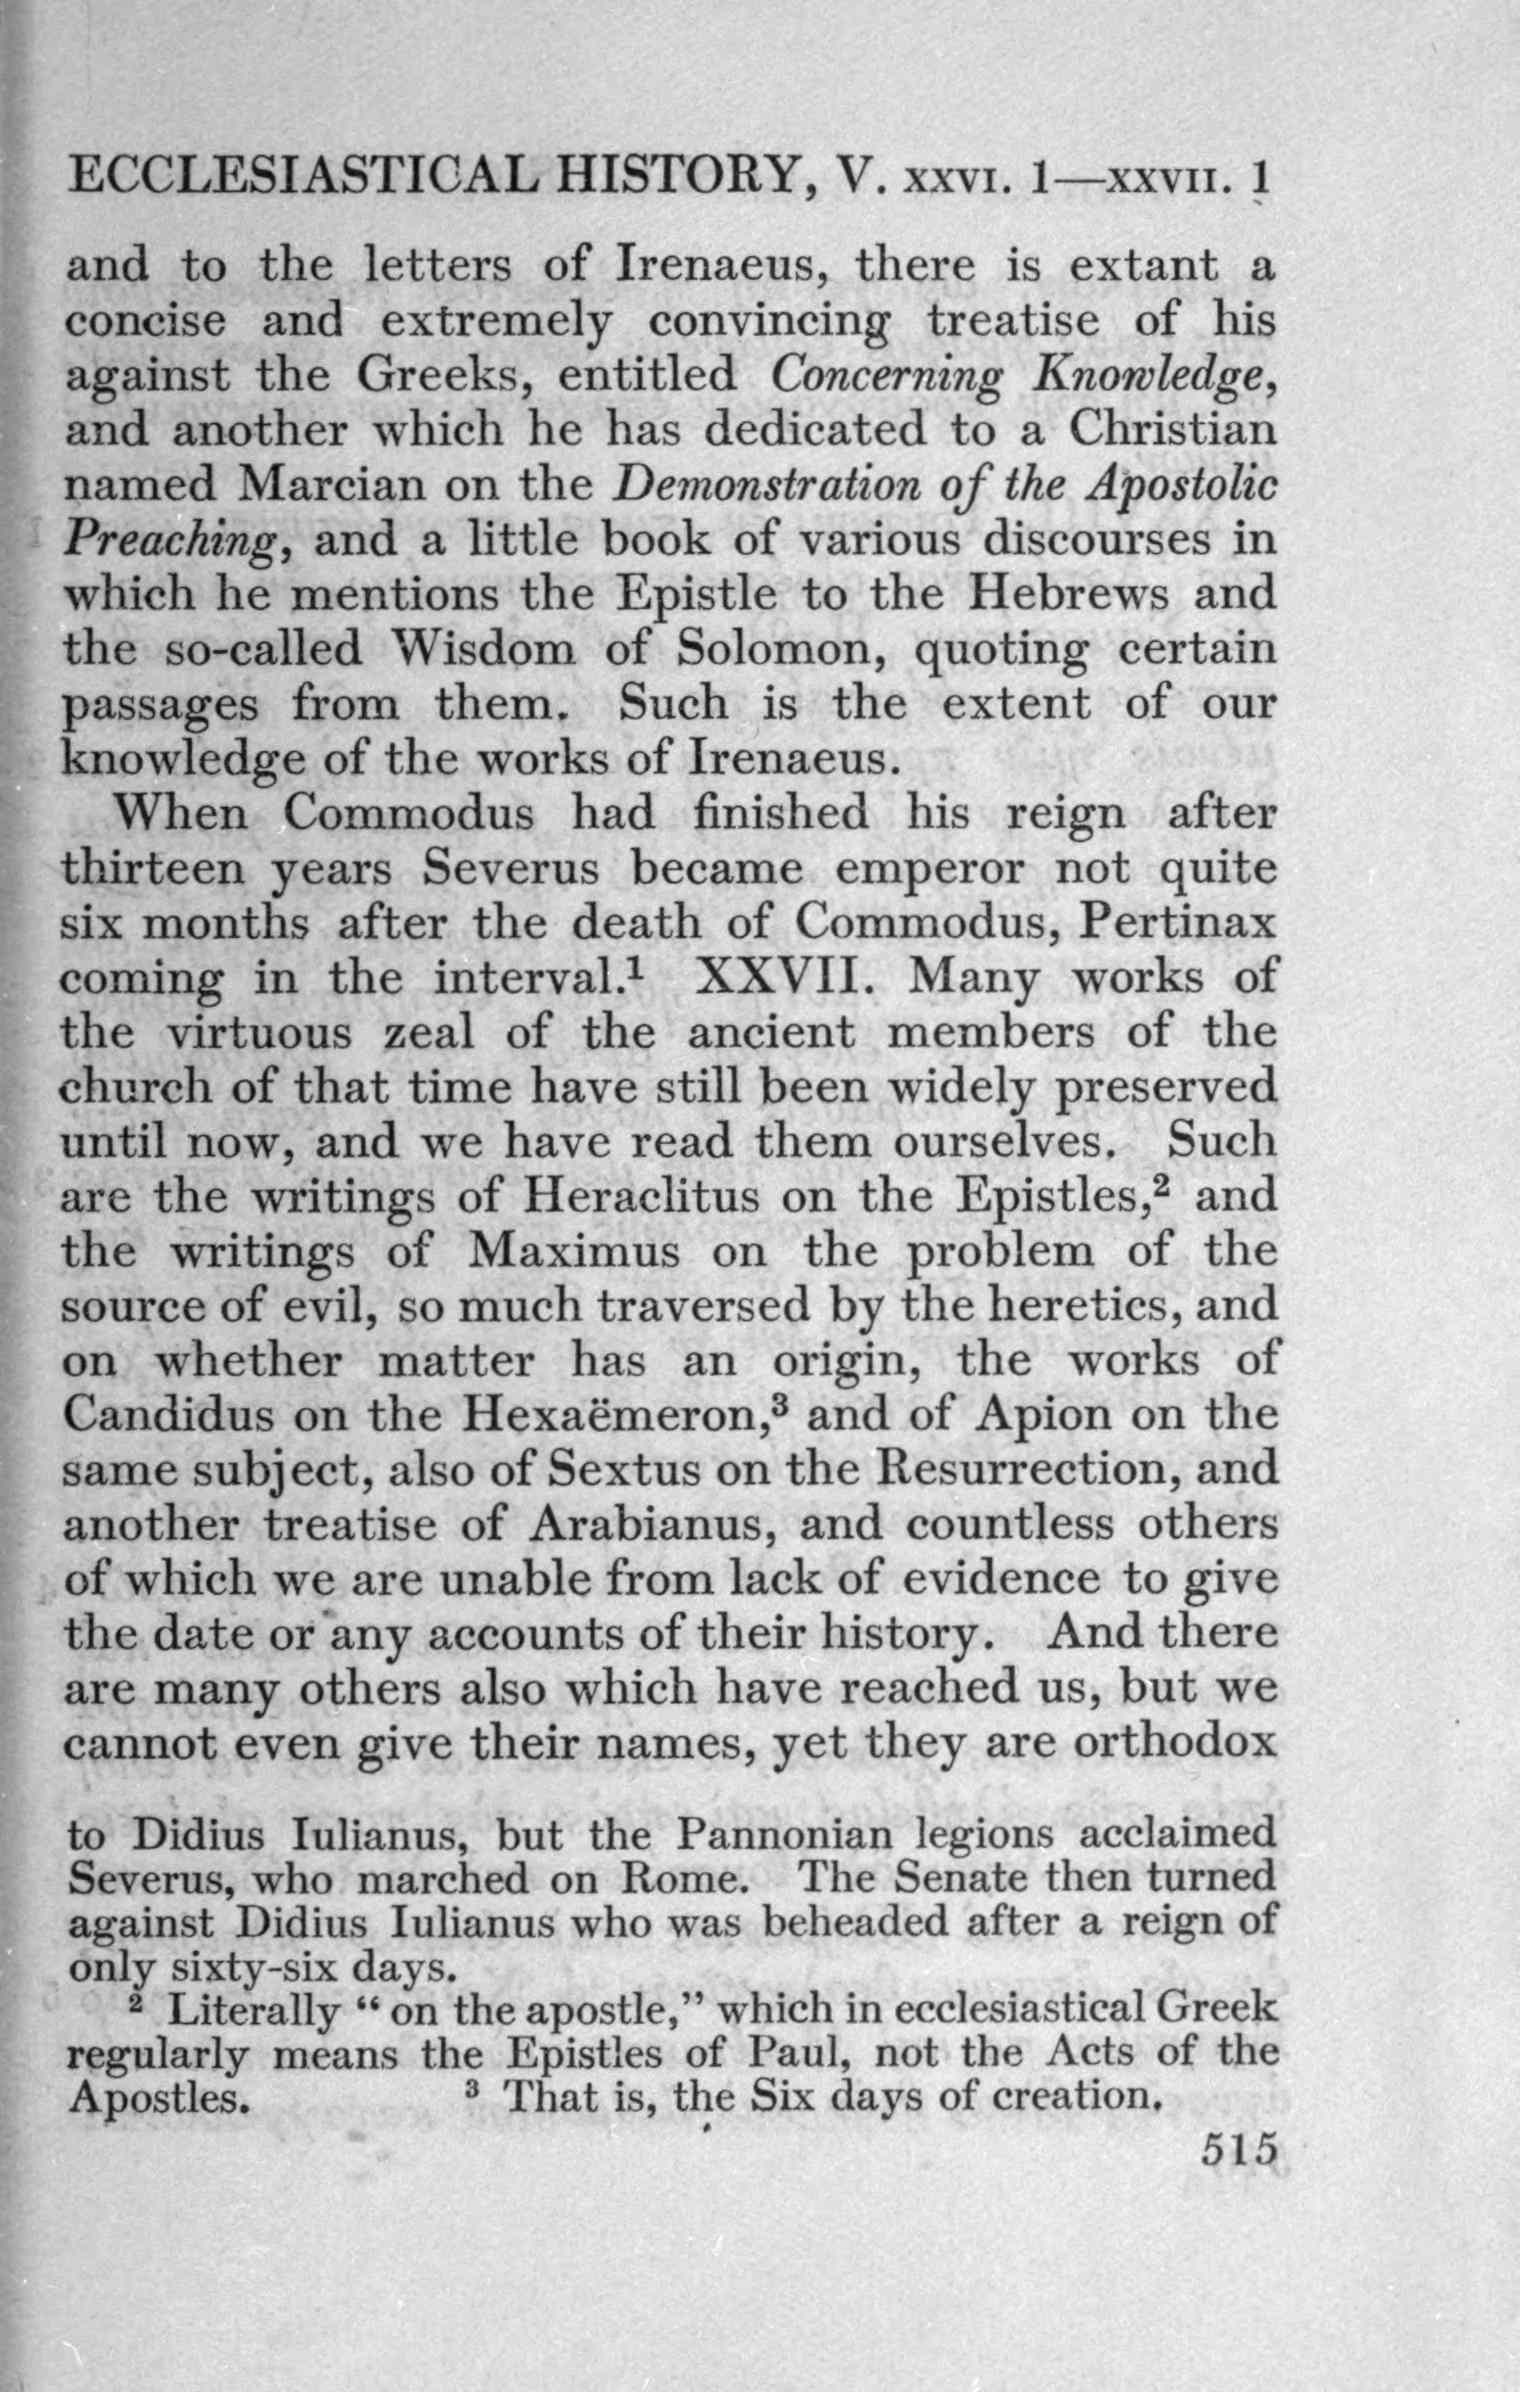 ECCLESIASTICAL HISTORY, V. xxvi. 1—xxvii. 1
and to the letters of Irenaeus, there is extant a
concise and extremely convincing treatise of his
against the Greeks, entitled Concerning Knowledge,
and another which he has dedicated to a Christian
named Marcian on the Demonstration of the Apostolic
Preaching, and a little book of various discourses in
which he mentions the Epistle to the Hebrews and
the so-called Wisdom of Solomon, quoting certain
passages from them. Such is the extent of our
knowledge of the works of Irenaeus.
When Commodus had finished his reign after
thirteen years Severus became emperor not quite
six months after the death of Commodus, Pertinax
coming in the interval.¹ XXVII. Many works of
the virtuous zeal of the ancient members of the
church of that time have still been widely preserved
until now, and we have read them ourselves. Such
are the writings of Heraclitus on the Epistles,² and
the writings of Maximus on the problem of the
source of evil, so much traversed by the heretics, and
on whether matter has an origin, the works of
Candidus on the Hexaëmeron,³ and of Apion on the
same subject, also of Sextus on the Resurrection, and
another treatise of Arabianus, and countless others
of which we are unable from lack of evidence to give
the date or any accounts of their history. And there
are many others also which have reached us, but we
cannot even give their names, yet they are orthodox
to Didius Iulianus, but the Pannonian legions acclaimed
Severus, who marched on Rome. The Senate then turned
against Didius Iulianus who was beheaded after a reign of
only sixty-six days.
² Literally “ on the apostle,” which in ecclesiastical Greek
regularly means the Epistles of Paul, not the Acts of the
Apostles. ³ That is, the Six days of creation.
515